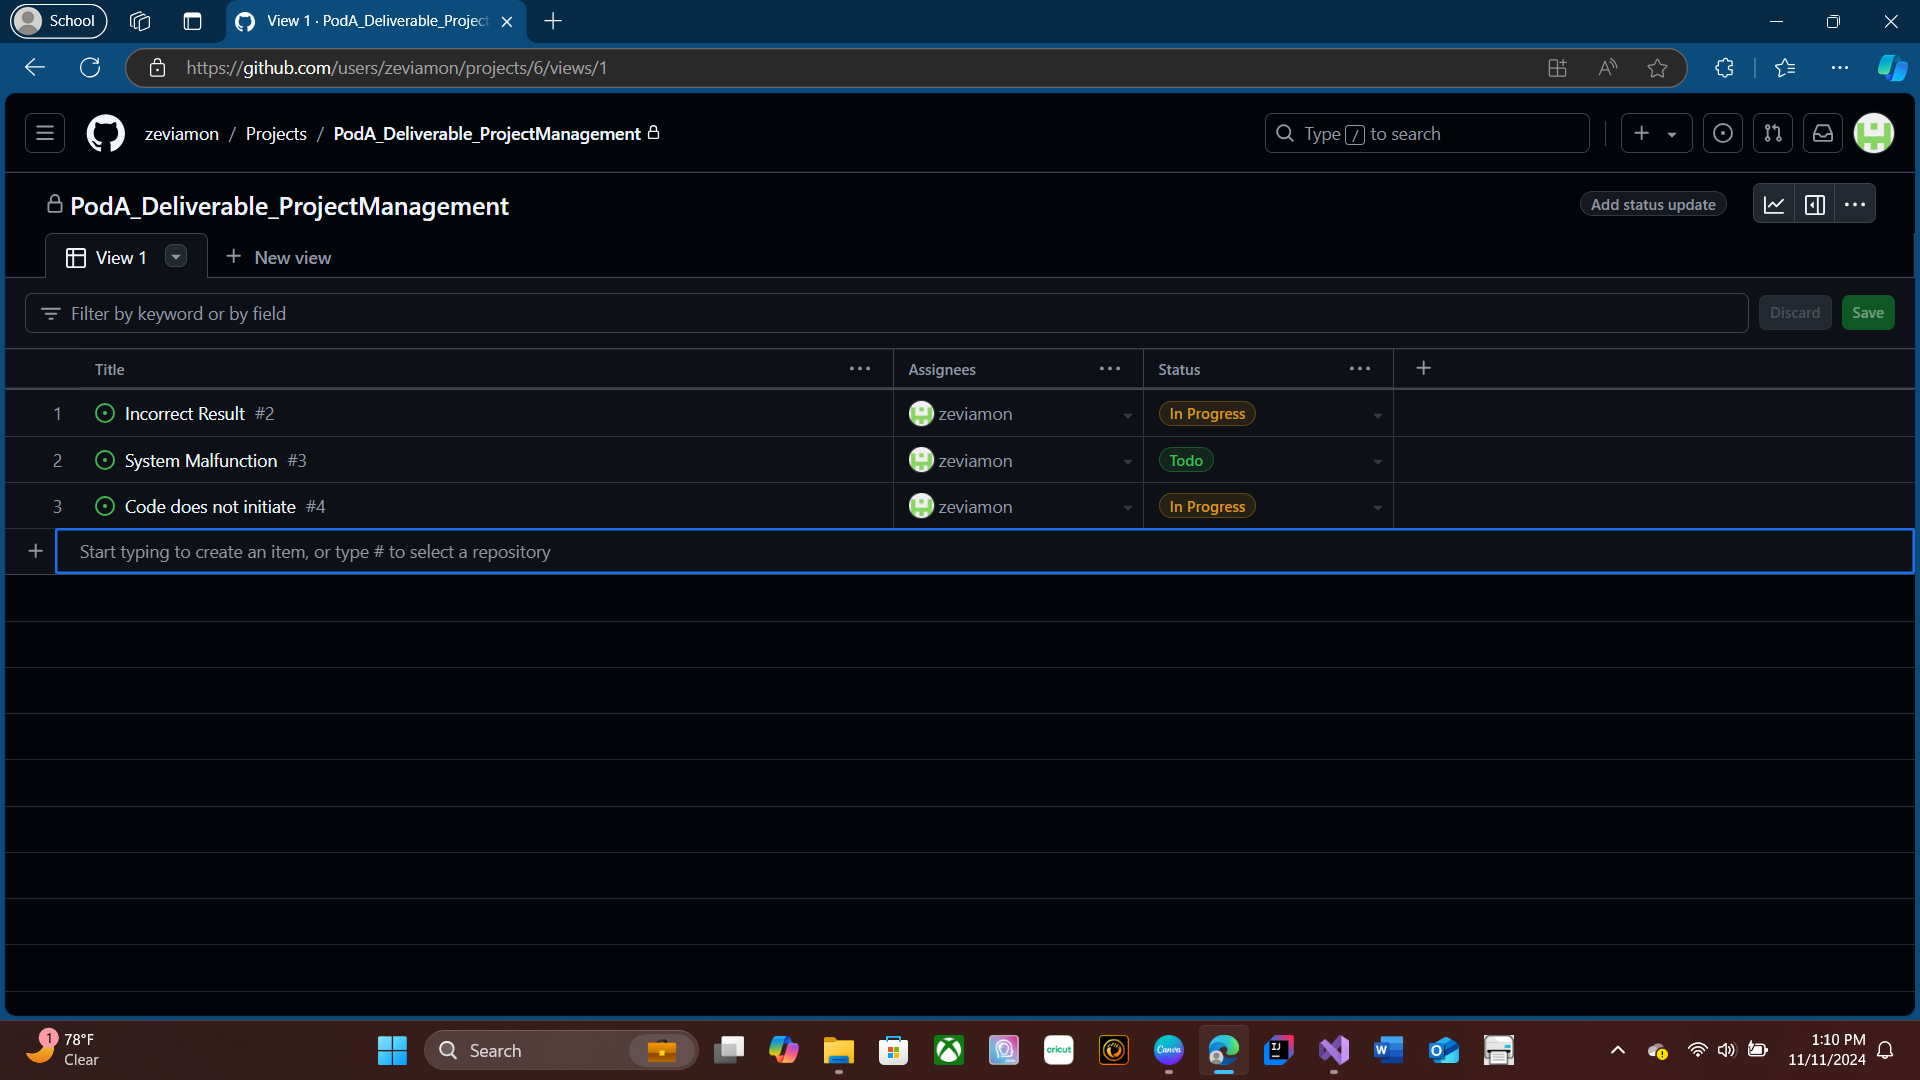 School
View 1 · PodA_Deliverable_Project
https://github.com/users/zeviamon/projects/6/views/1
zeviamon / Projects / PodA_Deliverable_ProjectManagement
Type / to search
PodA_Deliverable_ProjectManagement
Add status update
View 1
New view
Filter by keyword or by field
Discard
Save
Title
Assignees
Status
1 Incorrect Result #2 zeviamon In Progress
2 System Malfunction #3 zeviamon Todo
3 Code does not initiate #4 zeviamon In Progress
Start typing to create an item, or type # to select a repository
1
78°F
Clear
Search
cricut
Canva
IJ
W
O
1:10 PM
11/11/2024